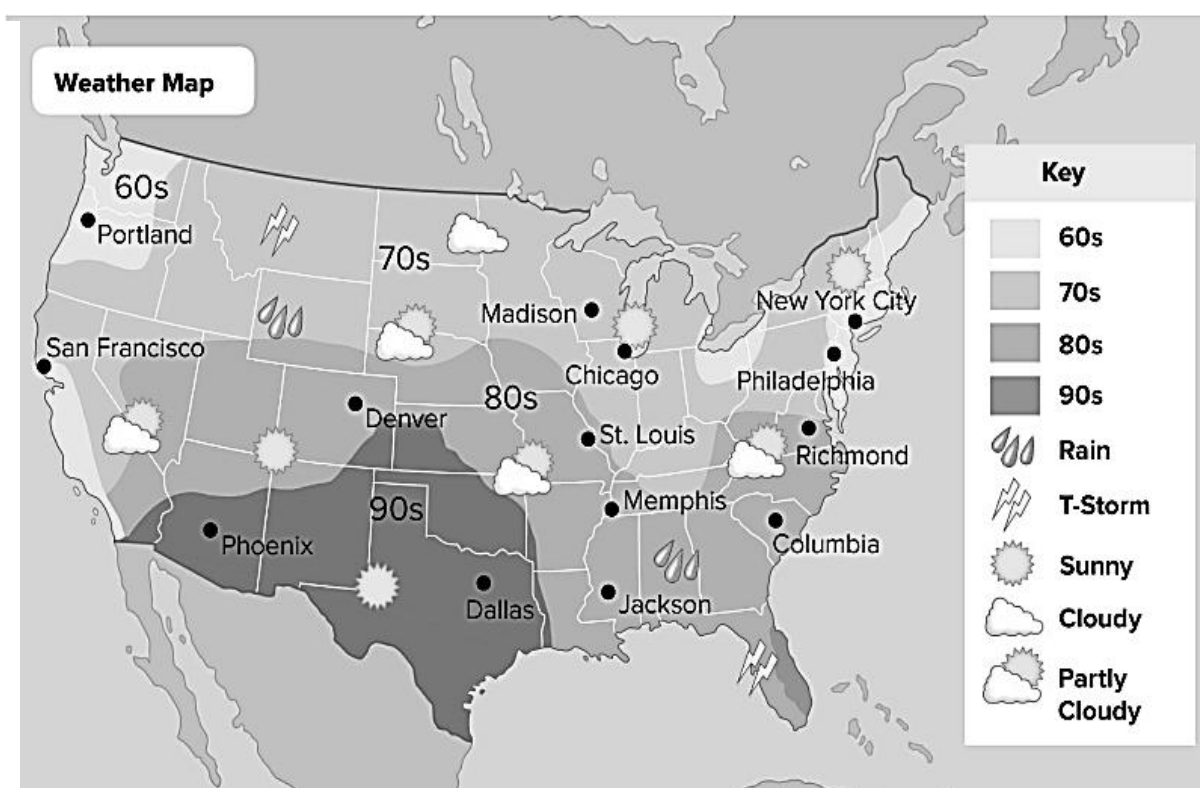 Weather Map
60s
Portland
70s
Madison
New York City
San Francisco
Chicago
Philadelphia
Denver
80s
St. Louis
Richmond
90s
Memphis
Phoenix
Columbia
Dallas
Jackson
Key
60s
70s
80s
90s
Rain
T-Storm
Sunny
Cloudy
Partly
Cloudy